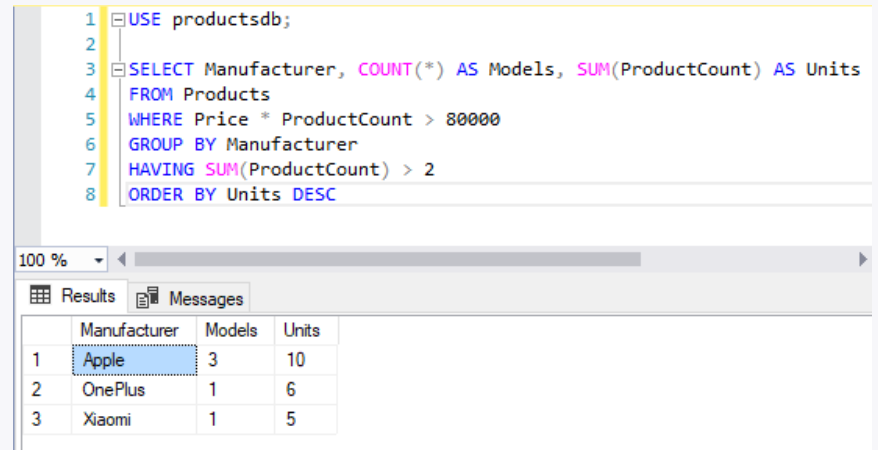 1 USE productsdb;
2
3 SELECT Manufacturer, COUNT(*) AS Models, SUM(ProductCount) AS Units
4 FROM Products
5 WHERE Price * ProductCount > 80000
6 GROUP BY Manufacturer
7 HAVING SUM(ProductCount) > 2
8 ORDER BY Units DESC
100 %
Results Messages
Manufacturer Models Units
1 Apple 3 10
2 OnePlus 1 6
3 Xiaomi 1 5